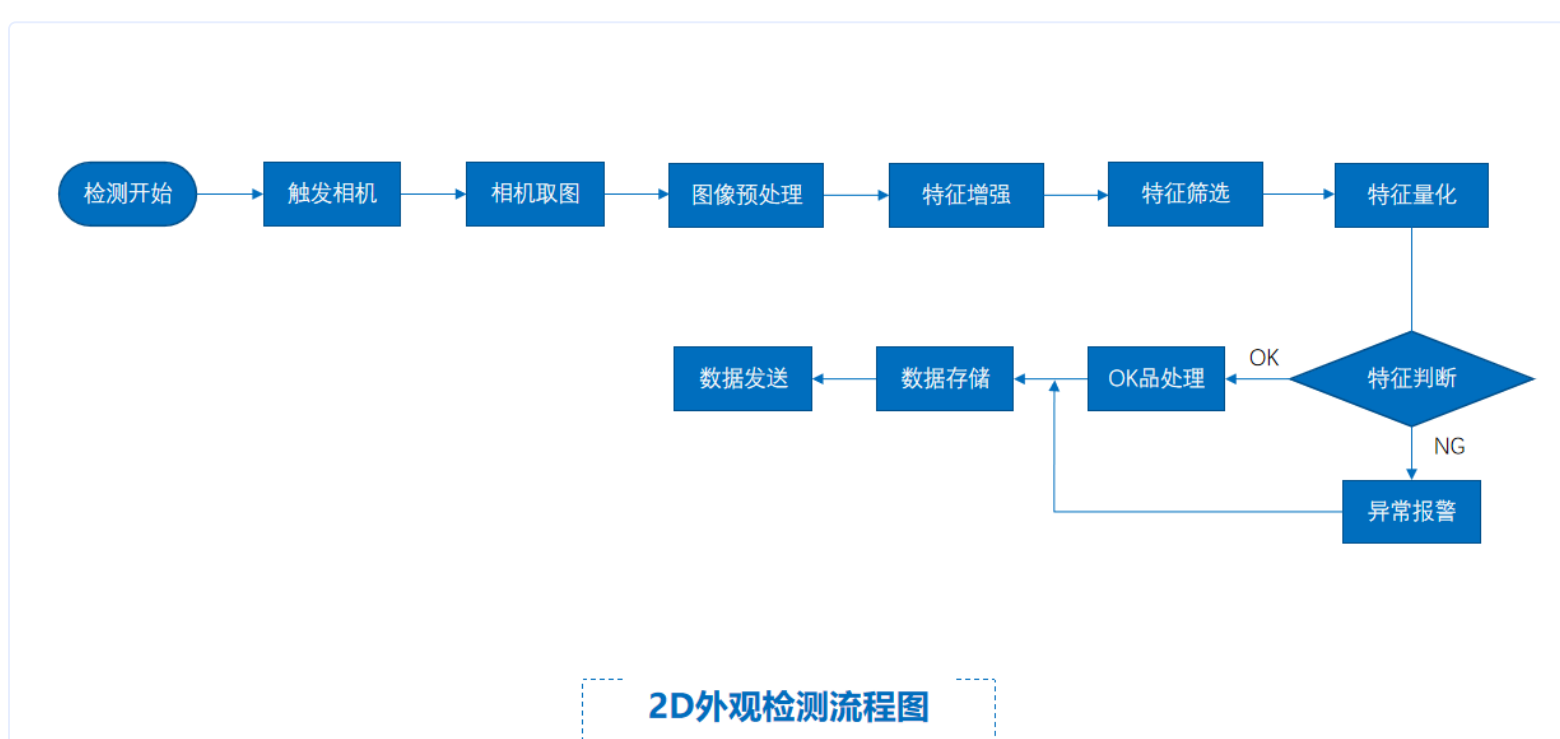 检测开始
触发相机
相机取图
图像预处理
特征增强
特征筛选
特征量化
数据发送
数据存储
OK品处理
OK
特征判断
NG
异常报警
2D外观检测流程图